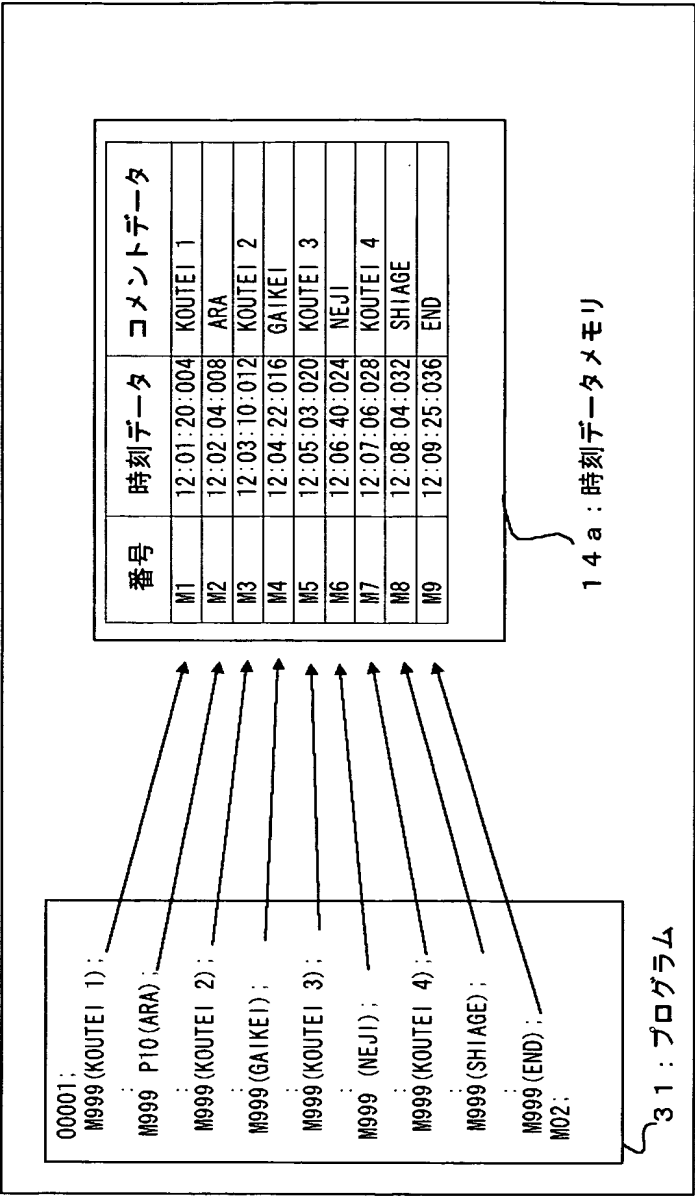 00001;
M999(KOUTEI 1);
:
M999 P10(ARA);
:
M999(KOUTEI 2);
:
M999(GAIKEI);
:
M999(KOUTEI 3);
:
M999 (NEJI);
:
M999(KOUTEI 4);
:
M999(SHIAGE);
:
M999(END);
M02;
31:プログラム
番号 時刻データ コメントデータ
M1 12:01:20:004 KOUTEI 1
M2 12:02:04:008 ARA
M3 12:03:10:012 KOUTEI 2
M4 12:04:22:016 GAIKEI
M5 12:05:03:020 KOUTEI 3
M6 12:06:40:024 NEJI
M7 12:07:06:028 KOUTEI 4
M8 12:08:04:032 SHIAGE
M9 12:09:25:036 END
14a:時刻データメモリ